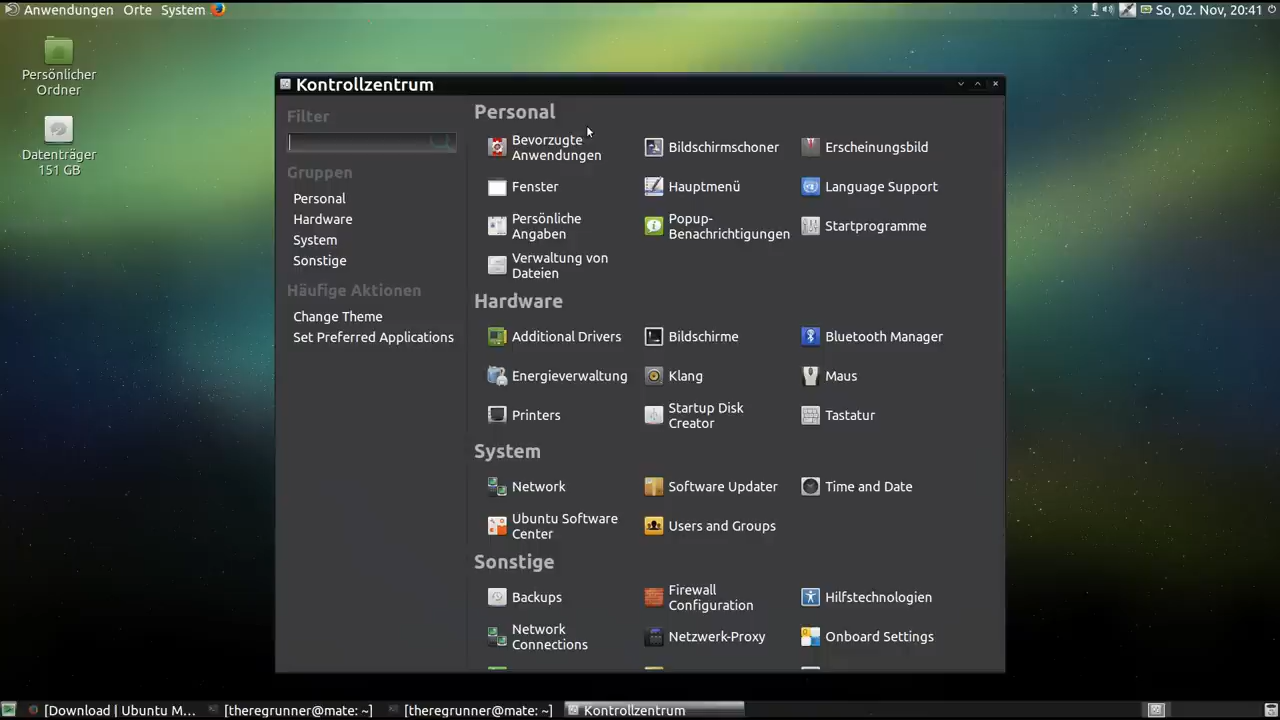 Anwendungen Orte System
So, 02. Nov, 20:41
Persönlicher
Ordner
Datenträger
151 GB
Kontrollzentrum
Filter
Gruppen
Personal
Hardware
System
Sonstige
Häufige Aktionen
Change Theme
Set Preferred Applications
Personal
Bevorzugte
Anwendungen
Bildschirmschoner
Erscheinungsbild
Fenster
Hauptmenü
Language Support
Persönliche
Angaben
Popup-
Benachrichtigungen
Startprogramme
Verwaltung von
Dateien
Hardware
Additional Drivers
Bildschirme
Bluetooth Manager
Energieverwaltung
Klang
Maus
Printers
Startup Disk
Creator
Tastatur
System
Network
Software Updater
Time and Date
Ubuntu Software
Center
Users and Groups
Sonstige
Backups
Firewall
Configuration
Hilfstechnologien
Network
Connections
Netzwerk-Proxy
Onboard Settings
[Download | Ubuntu M...
[theregrunner@mate: ~]
[theregrunner@mate: ~]
Kontrollzentrum